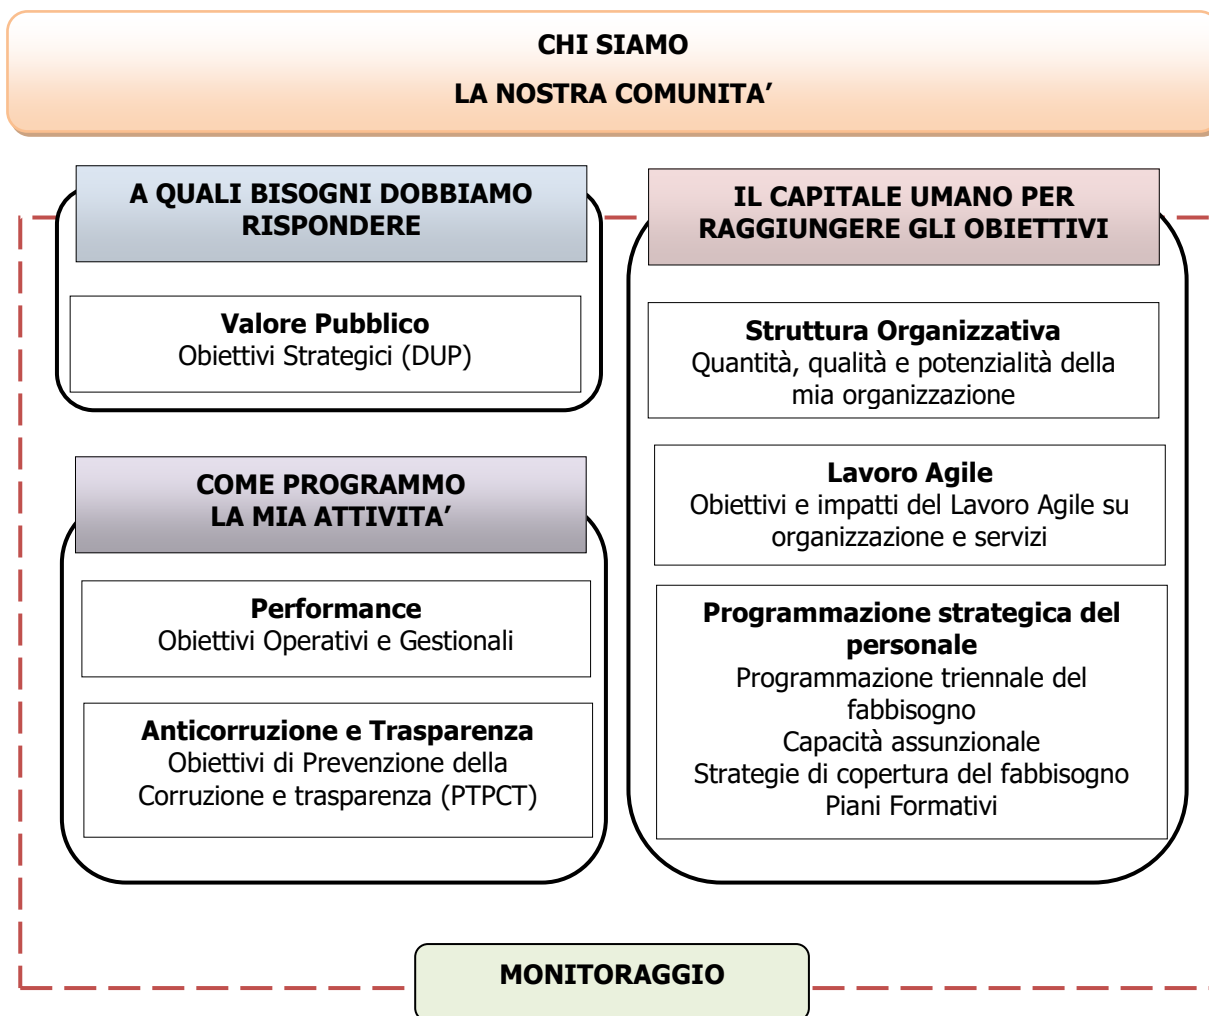 CHI SIAMO
LA NOSTRA COMUNITA’
A QUALI BISOGNI DOBBIAMO
RISPONDERE
Valore Pubblico
Obiettivi Strategici (DUP)
COME PROGRAMMO
LA MIA ATTIVITA’
Performance
Obiettivi Operativi e Gestionali
Anticorruzione e Trasparenza
Obiettivi di Prevenzione della
Corruzione e trasparenza (PTPCT)
IL CAPITALE UMANO PER
RAGGIUNGERE GLI OBIETTIVI
Struttura Organizzativa
Quantità, qualità e potenzialità della
mia organizzazione
Lavoro Agile
Obiettivi e impatti del Lavoro Agile su
organizzazione e servizi
Programmazione strategica del
personale
Programmazione triennale del
fabbisogno
Capacità assunzionale
Strategie di copertura del fabbisogno
Piani Formativi
MONITORAGGIO